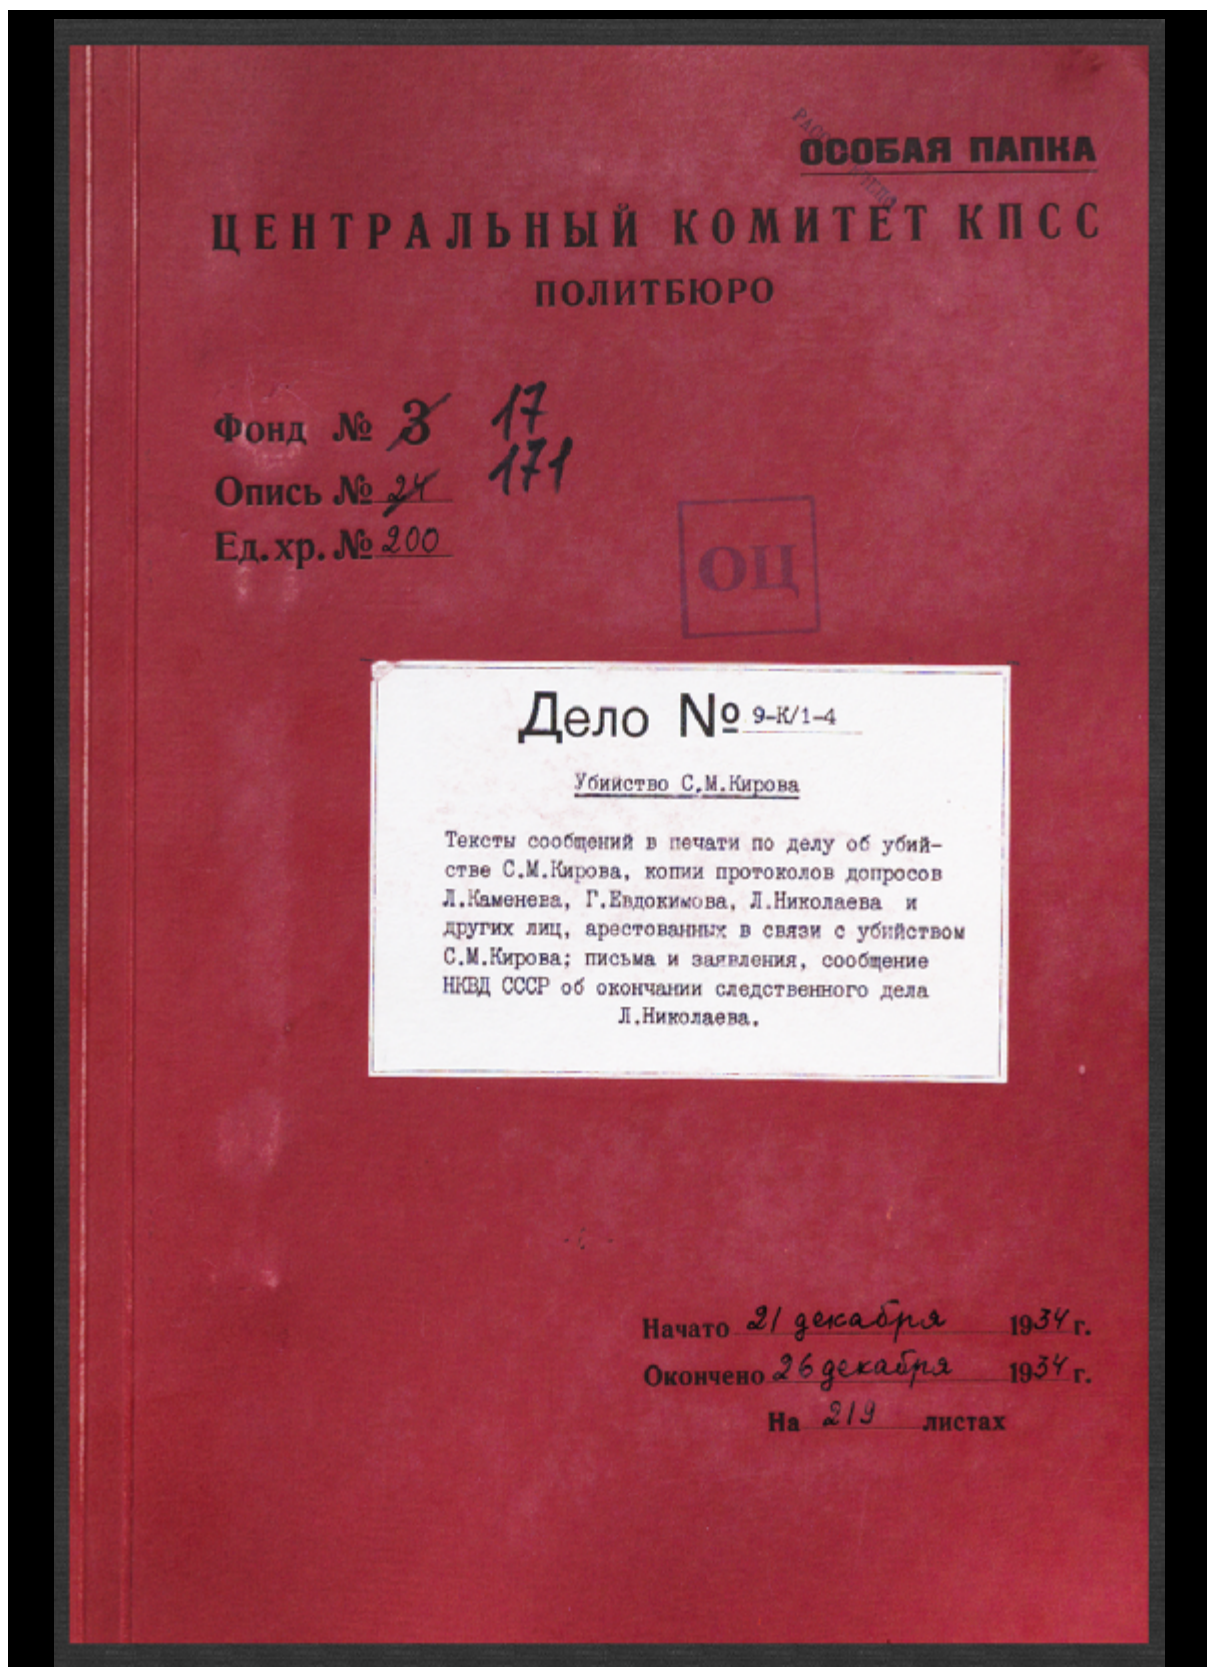 ОСОБАЯ ПАПКА
ЦЕНТРАЛЬНЫЙ КОМИТЕТ КПСС
ПОЛИТБЮРО
Фонд № 3 17
Опись № 24 171
Ед. хр. № 200
ОЦ
Дело № 9-К/1-4
Убийство С.М.Кирова
Тексты сообщений в печати по делу об убий-
стве С.М.Кирова, копии протоколов допросов
Л.Каменева, Г.Евдокимова, Л.Николаева и
других лиц, арестованных в связи с убийством
С.М.Кирова; письма и заявления, сообщение
НКВД СССР об окончании следственного дела
Л.Николаева.
Начато 21 декабря 1934 г.
Окончено 26 декабря 1934 г.
На 219 листах